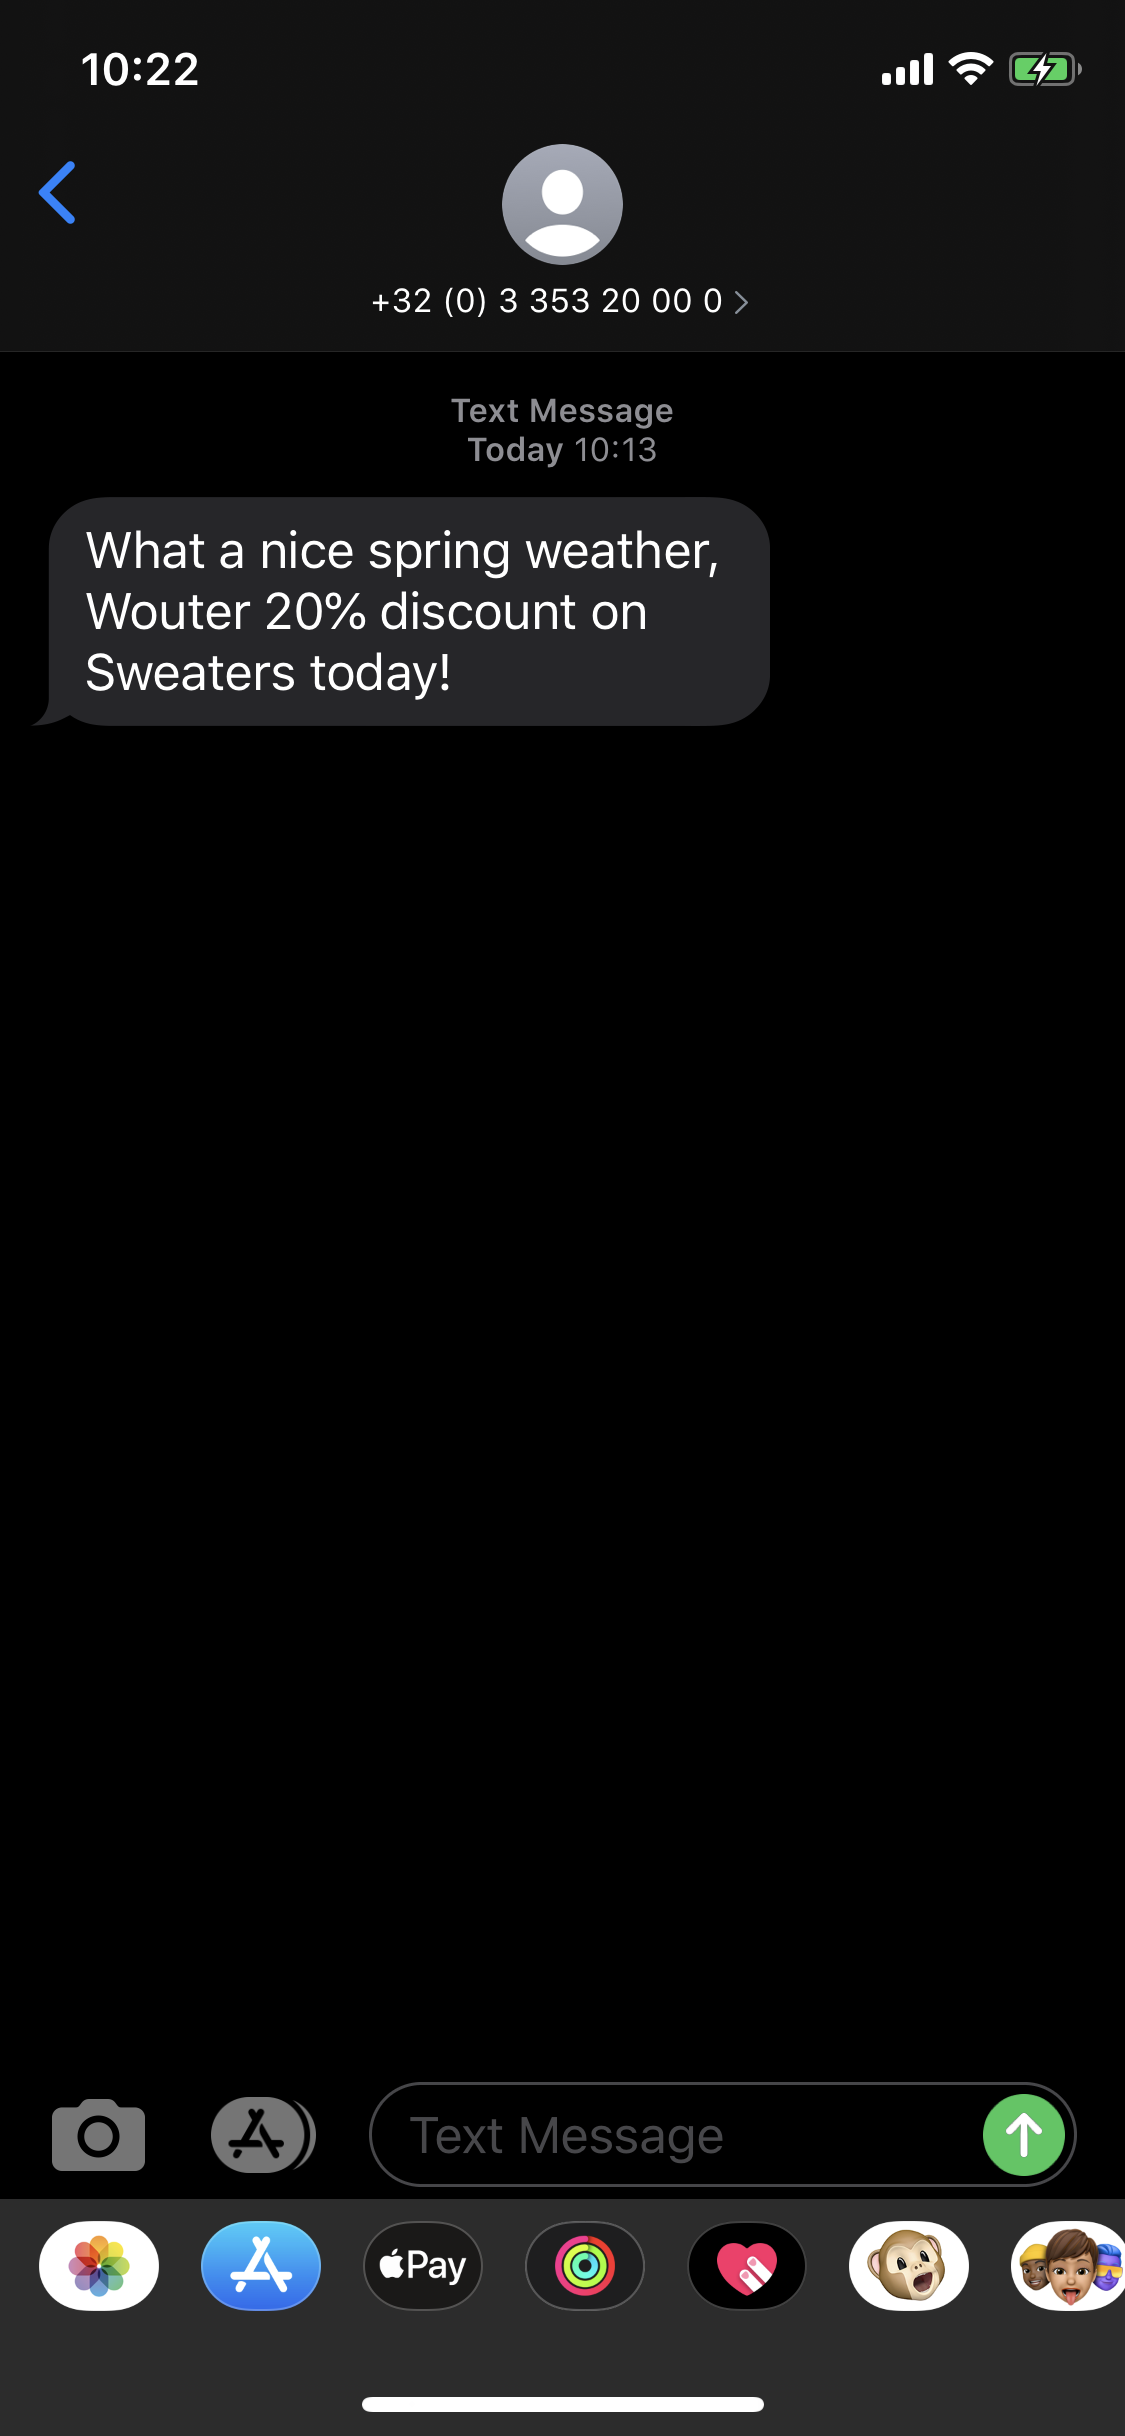 10:22
+32 (0) 3 353 20 00 0
Text Message
Today 10:13
What a nice spring weather,
Wouter 20% discount on
Sweaters today!
Text Message
Pay